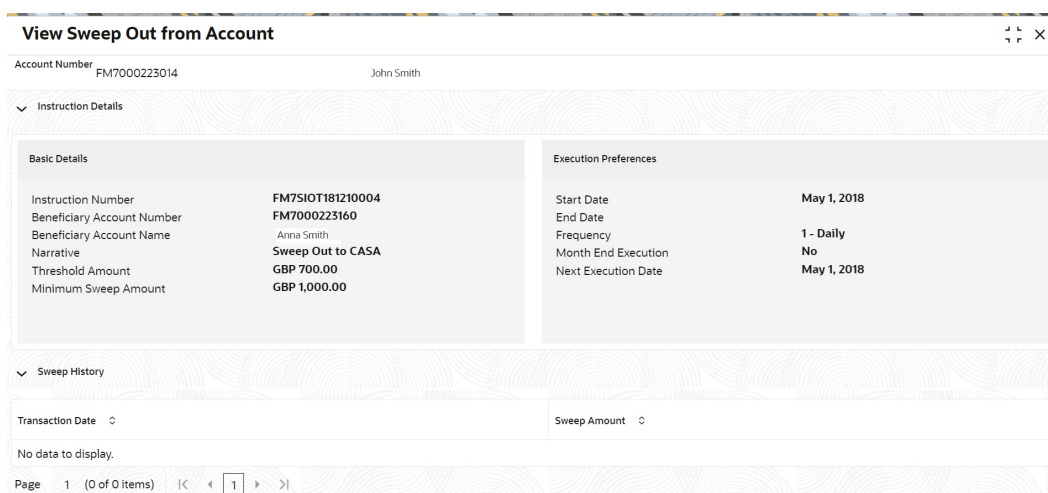 View Sweep Out from Account
Account Number FM7000223014 John Smith
Instruction Details
Basic Details
Instruction Number FM7SIOT181210004
Beneficiary Account Number FM7000223160
Beneficiary Account Name Anna Smith
Narrative Sweep Out to CASA
Threshold Amount GBP 700.00
Minimum Sweep Amount GBP 1,000.00
Execution Preferences
Start Date May 1, 2018
End Date
Frequency 1 - Daily
Month End Execution No
Next Execution Date May 1, 2018
Sweep History
Transaction Date Sweep Amount
No data to display.
Page 1 (0 of 0 items) 1